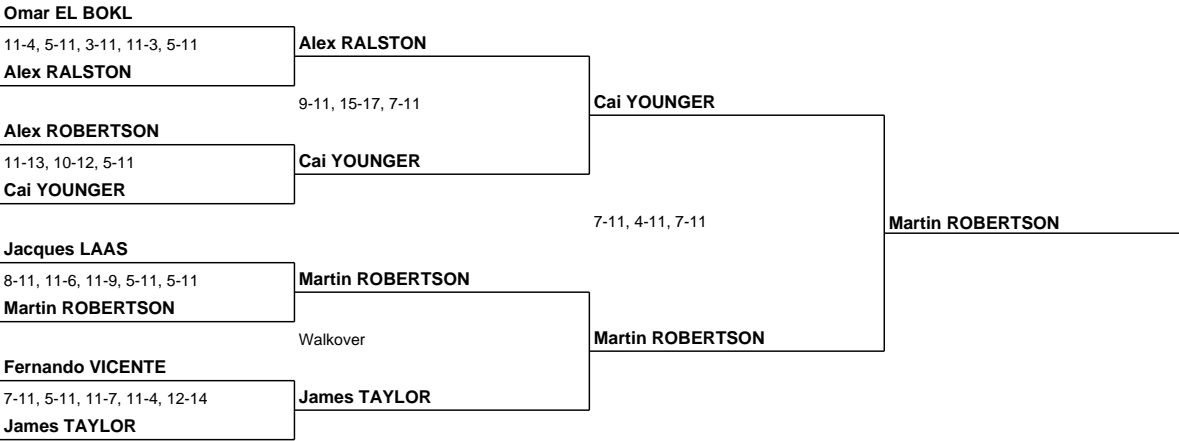 Omar EL BOKL
11-4, 5-11, 3-11, 11-3, 5-11
Alex RALSTON
Alex RALSTON
9-11, 15-17, 7-11
Cai YOUNGER
Alex ROBERTSON
11-13, 10-12, 5-11
Cai YOUNGER
Cai YOUNGER
7-11, 4-11, 7-11
Martin ROBERTSON
Jacques LAAS
8-11, 11-6, 11-9, 5-11, 5-11
Martin ROBERTSON
Martin ROBERTSON
Walkover
Martin ROBERTSON
Fernando VICENTE
7-11, 5-11, 11-7, 11-4, 12-14
James TAYLOR
James TAYLOR